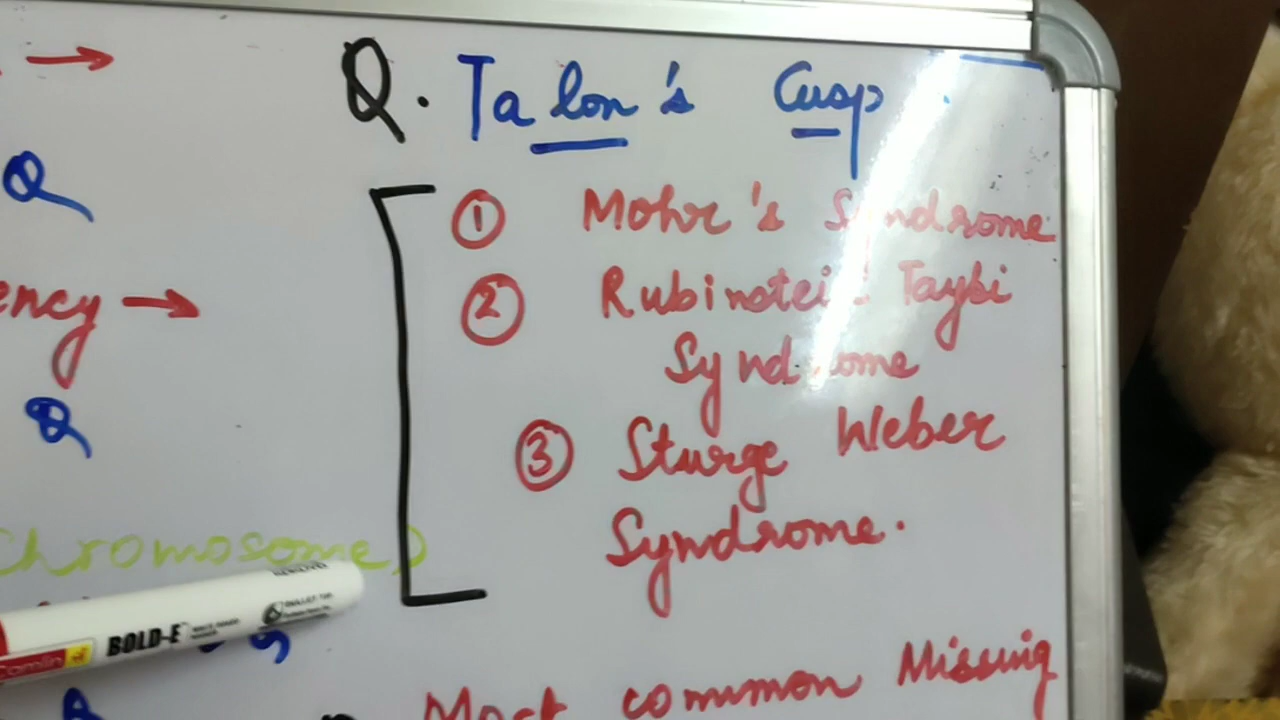 Q. Talon's Cusp
Q
① Mohr's Syndrome
ency →
② Rubinstein Taybi
Syndrome
Q
③ Sturge Weber
Syndrome.
Chromosome)
Camlin BOLD-E
Most common Missing